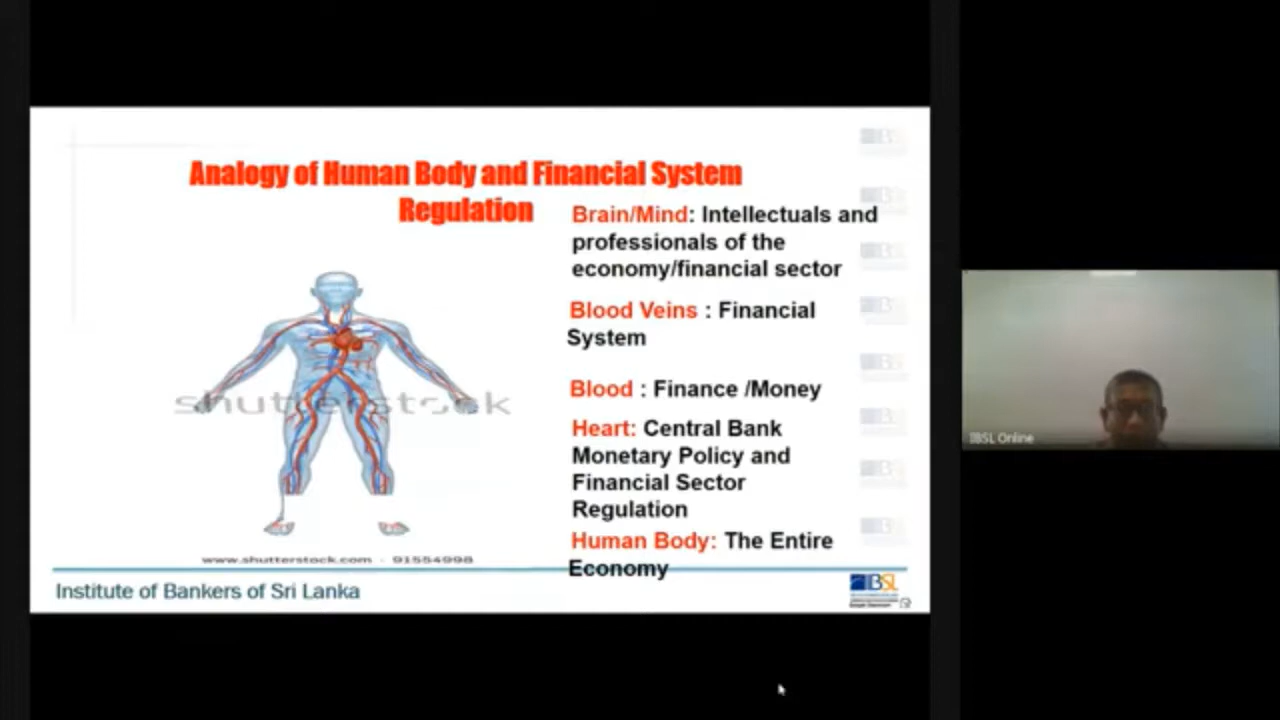 Analogy of Human Body and Financial System
Regulation
Brain/Mind: Intellectuals and
professionals of the
economy/financial sector
Blood Veins : Financial
System
Blood : Finance /Money
Heart: Central Bank
Monetary Policy and
Financial Sector
Regulation
Human Body: The Entire
Economy
shutterstock
www.shutterstock.com · 91554998
Institute of Bankers of Sri Lanka
IBSL
IBSL Online